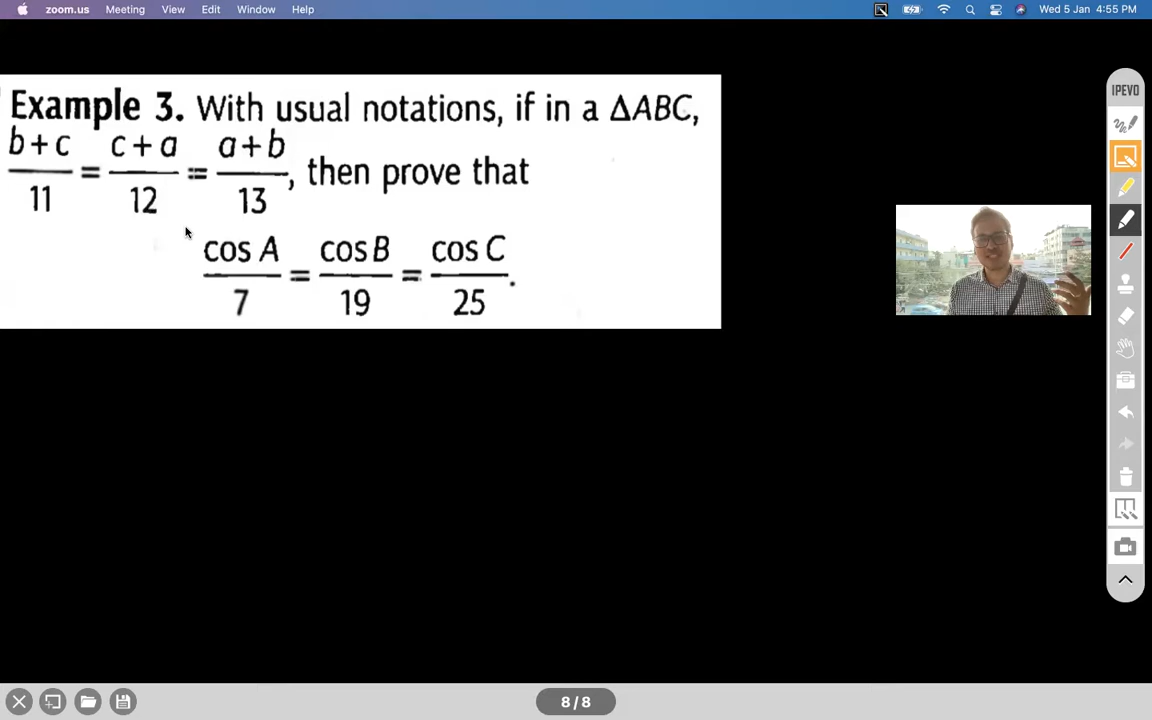 zoom.us Meeting View Edit Window Help Wed 5 Jan 4:55 PM
Example 3. With usual notations, if in a ΔABC,
b+c/11 = c+a/12 = a+b/13, then prove that
cos A/7 = cos B/19 = cos C/25.
IPEVO
8/8